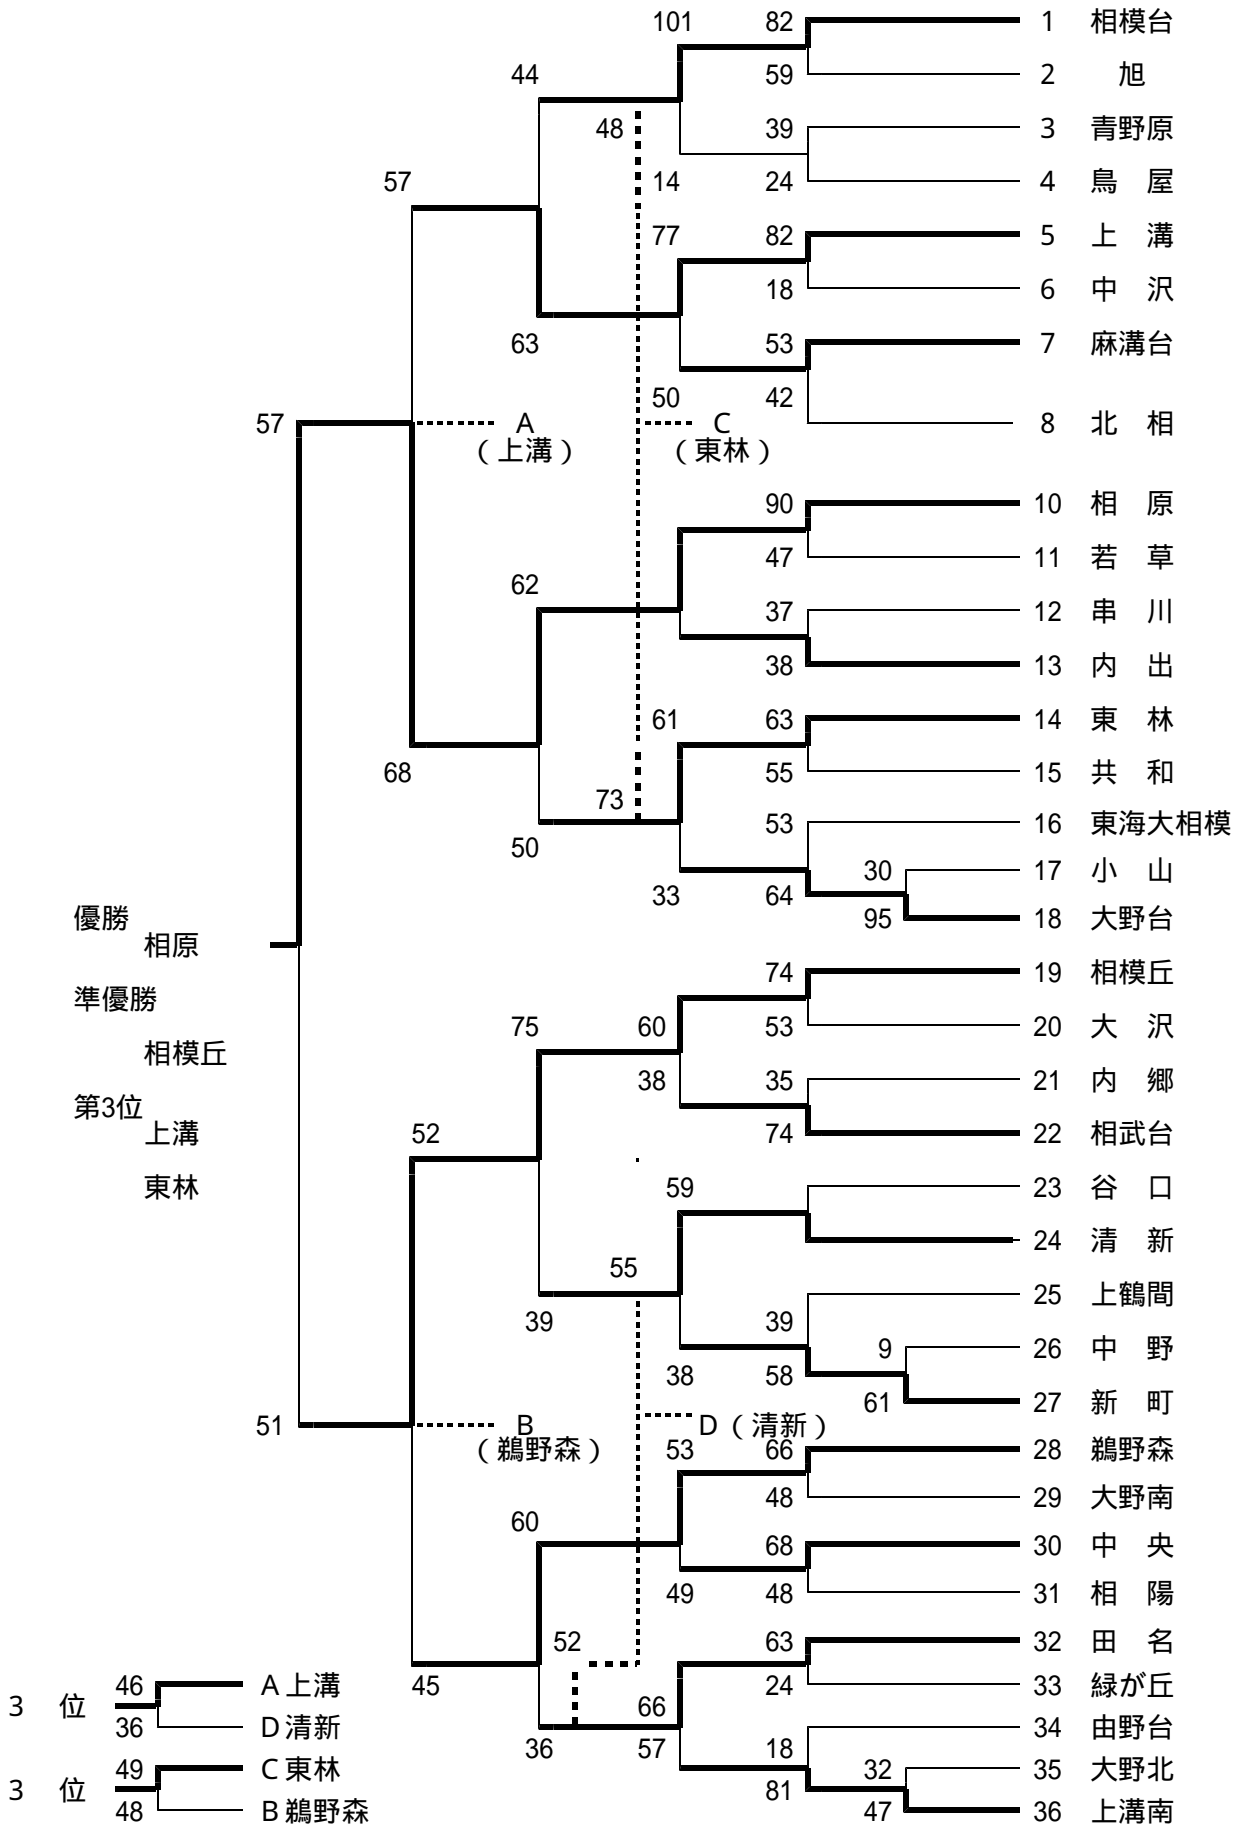 101 82 1 相模台
44 59 2 旭
48 39 3 青野原
57 14 24 4 鳥 屋
77 82 5 上 溝
18 6 中 沢
63 53 7 麻溝台
50 42
57 A C 8 北 相
(上溝) (東林)
90 10 相 原
47 11 若 草
62 37 12 串 川
38 13 内 出
61 63 14 東 林
68 55 15 共 和
73 53 16 東海大相模
50 30 17 小 山
33 64
95 18 大野台
優勝
相原
74 19 相模丘
準優勝
75 60 53 20 大 沢
相模丘
38 35 21 内 郷
第3位
上溝
52 74 22 相武台
東林
59 23 谷 口
24 清 新
55
39 39 25 上鶴間
9 26 中 野
38 58
61 27 新 町
51 B D(清新)
(鵜野森) 53 66 28 鵜野森
48 29 大野南
60 68 30 中 央
49 48 31 相 陽
52 63 32 田 名
45 24 33 緑が丘
66 34 由野台
36 57 18 32 35 大野北
81 47 36 上溝南
3 位 46 A上溝
36 D清新
3 位 49 C東林
48 B鵜野森